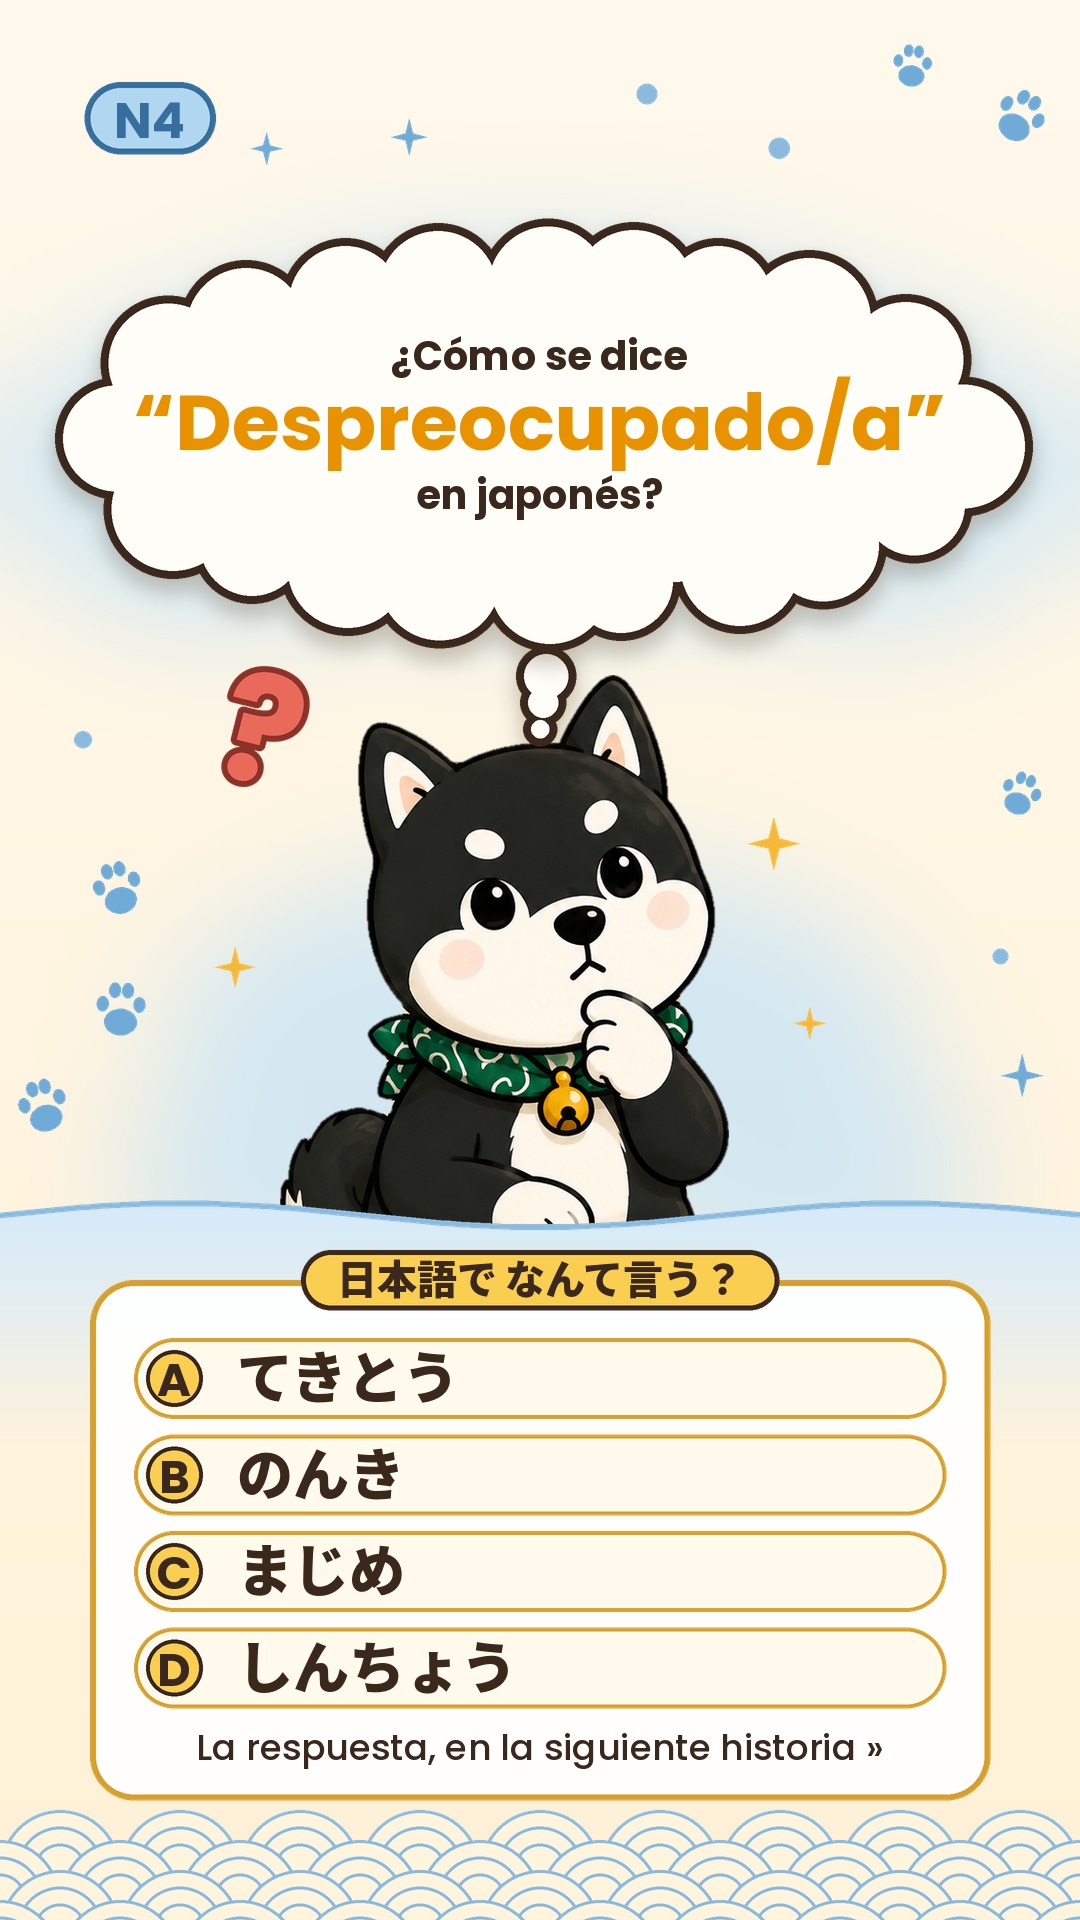 N4
¿Cómo se dice
“Despreocupado/a”
en japonés?
?
日本語で なんて言う？
A てきとう
B のんき
C まじめ
D しんちょう
La respuesta, en la siguiente historia »